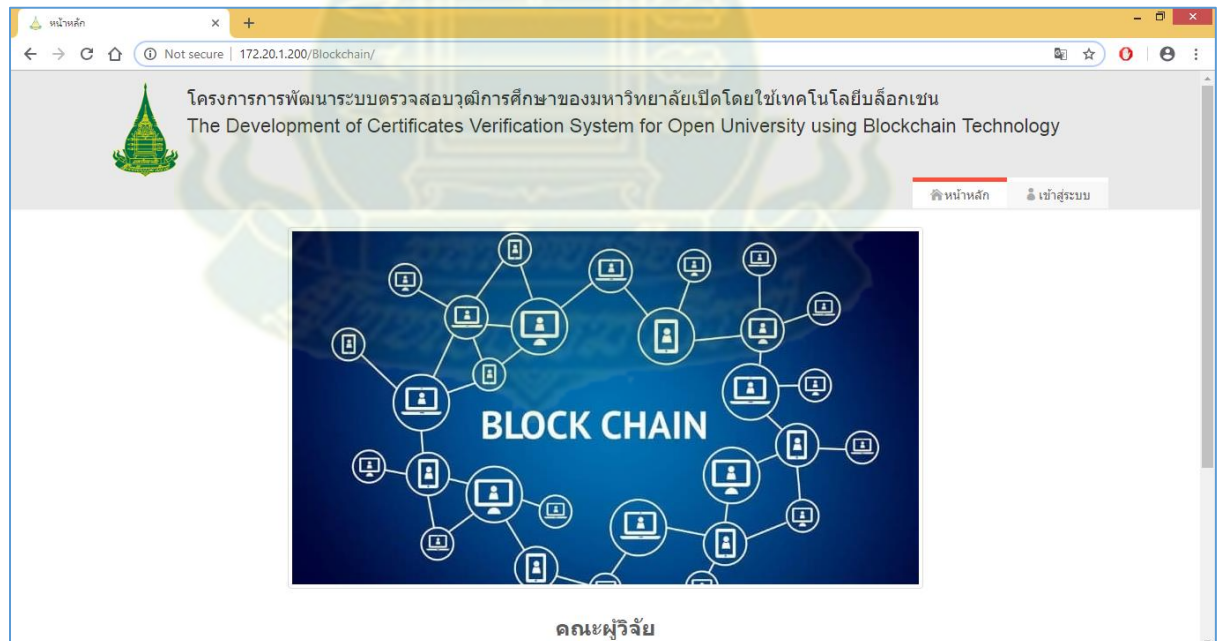 หน้าหลัก
Not secure | 172.20.1.200/Blockchain/
โครงการการพัฒนาระบบตรวจสอบวุฒิการศึกษาของมหาวิทยาลัยเปิดโดยใช้เทคโนโลยีบล็อกเชน
The Development of Certificates Verification System for Open University using Blockchain Technology
หน้าหลัก
เข้าสู่ระบบ
BLOCK CHAIN
คณะผู้วิจัย